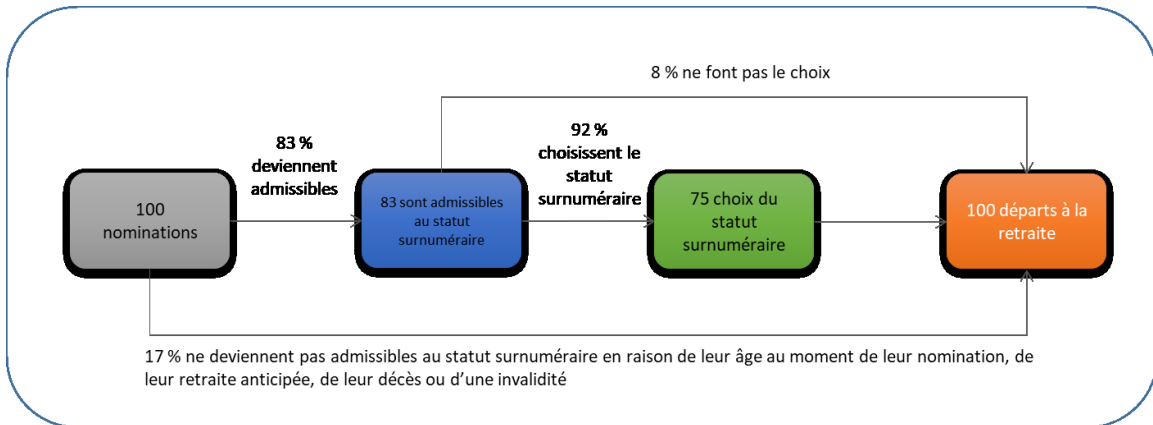 8 % ne font pas le choix
83 %
deviennent
admissibles
92 %
choisissent le
statut
surnuméraire
100
nominations
83 sont admissibles
au statut
surnuméraire
75 choix du
statut
surnuméraire
100 départs à la
retraite
17 % ne deviennent pas admissibles au statut surnuméraire en raison de leur âge au moment de leur nomination, de
leur retraite anticipée, de leur décès ou d’une invalidité